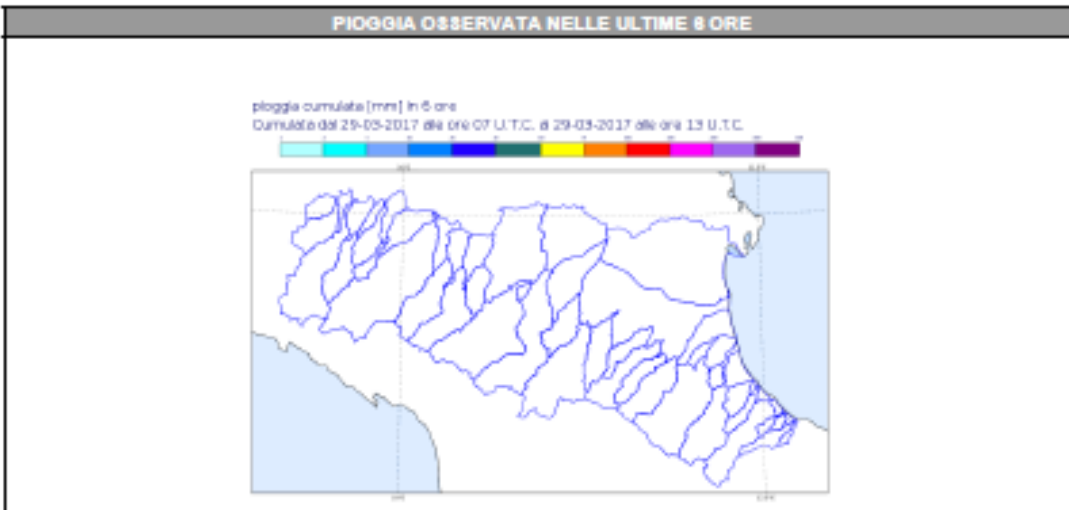 PIOGGIA OSSERVATA NELLE ULTIME 6 ORE
pioggia cumulata [mm] in 6 ore
Cumulata dal 29-03-2017 alle ore 07 U.T.C. al 29-03-2017 alle ore 13 U.T.C.